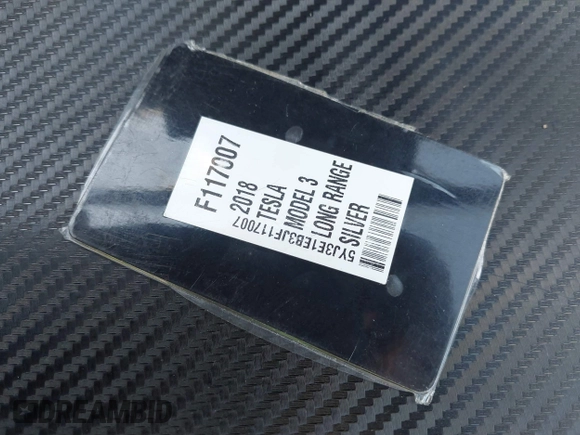 F117007
2018
TESLA
MODEL 3
LONG RANGE
SILVER
5YJ3E1EB3JF117007
DREAMBID